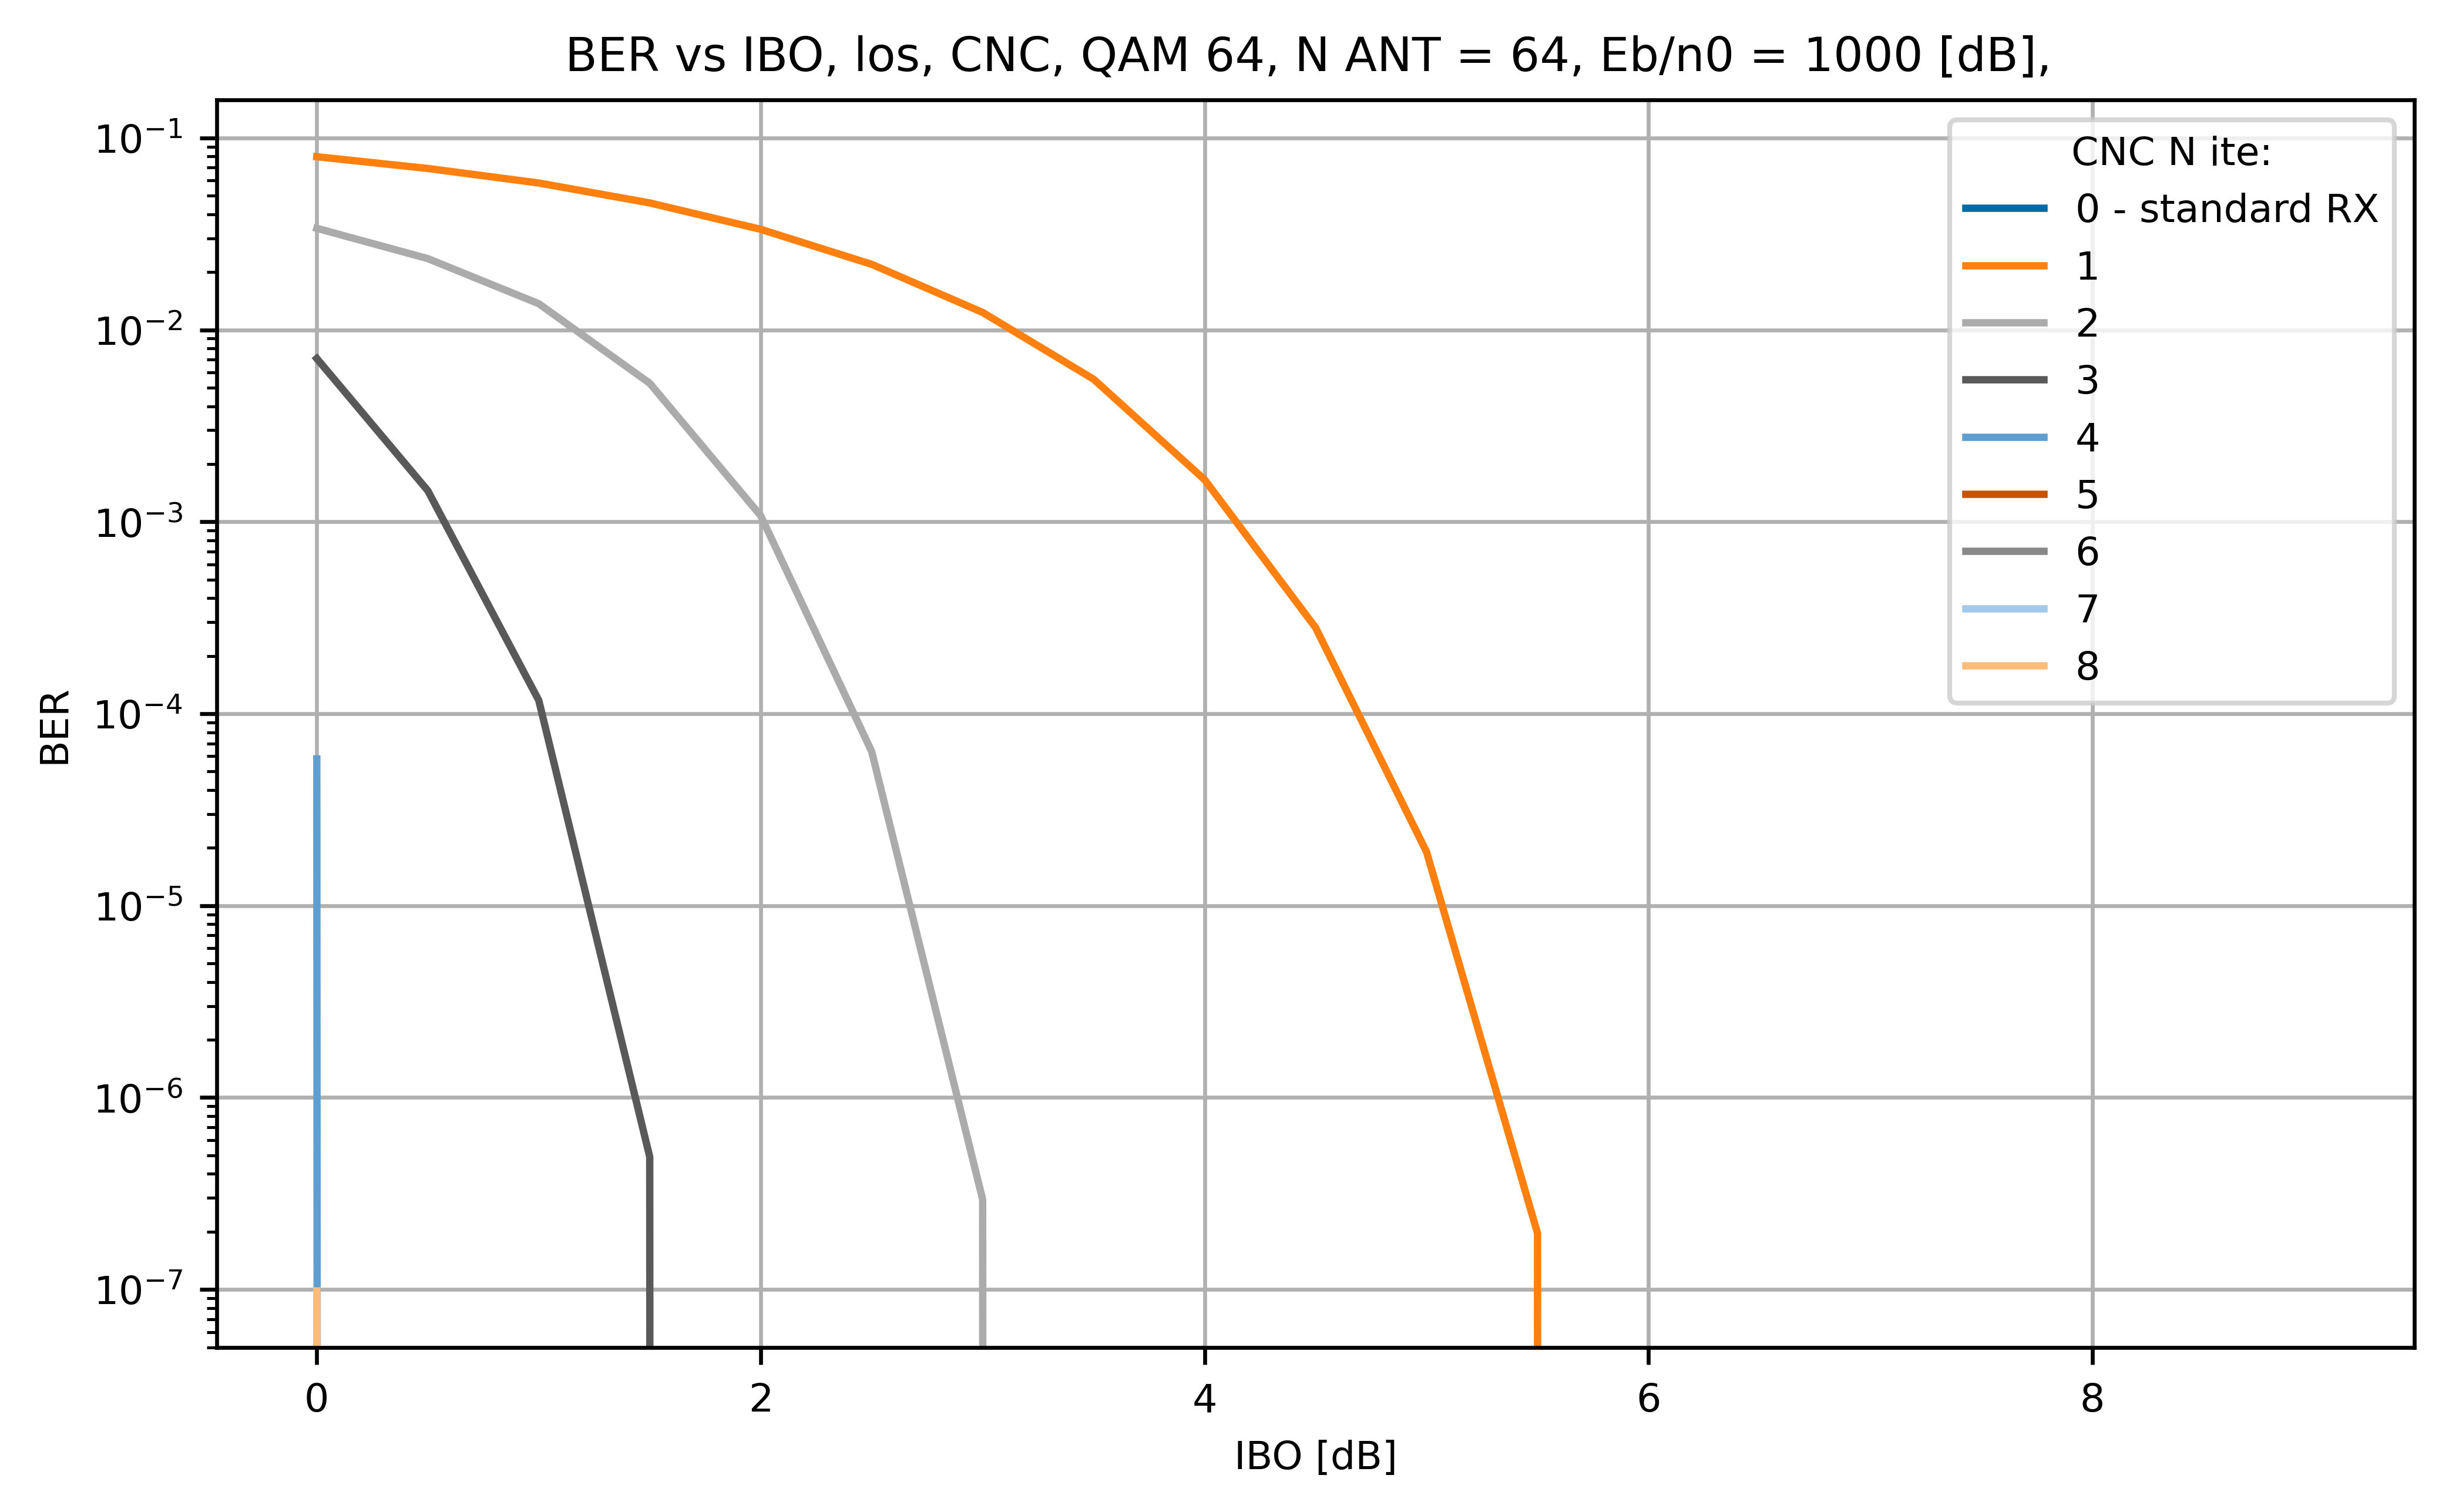 BER vs IBO, los, CNC, QAM 64, N ANT = 64, Eb/n0 = 1000 [dB],
CNC N ite:
0 - standard RX
1
2
3
4
5
6
7
8
BER
10⁻¹
10⁻²
10⁻³
10⁻⁴
10⁻⁵
10⁻⁶
10⁻⁷
0 2 4 6 8
IBO [dB]